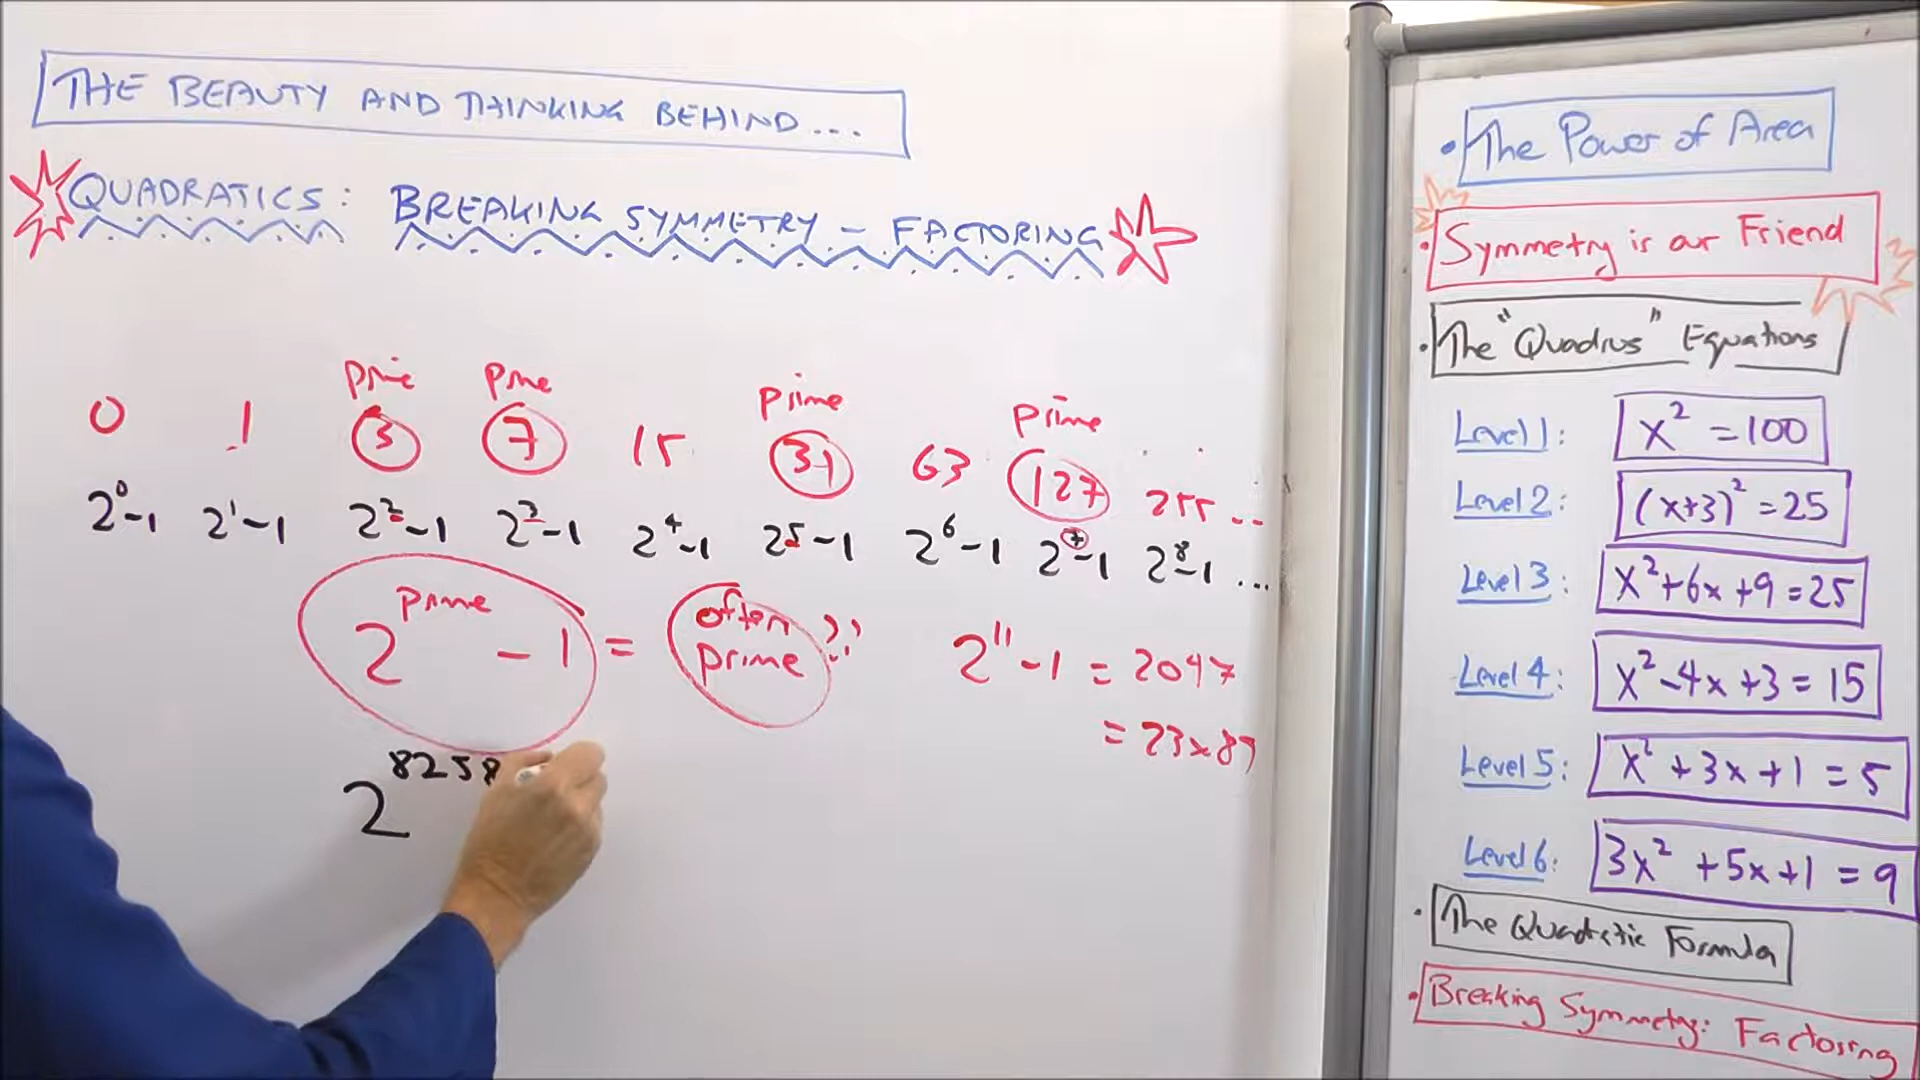 THE BEAUTY AND THINKING BEHIND...
QUADRATICS: BREAKING SYMMETRY – FACTORING
prime prime prime prime
0 1 3 7 15 31 63 127 255 ...
2⁰-1 2¹-1 2²-1 2³-1 2⁴-1 2⁵-1 2⁶-1 2⁷-1 2⁸-1 ...
2^prime - 1 = often prime
2¹¹-1 = 2047
= 23x89
2^8258
• The Power of Area
• Symmetry is our Friend
• The "Quadrus" Equations
Level 1: x² = 100
Level 2: (x+3)² = 25
Level 3: x²+6x+9=25
Level 4: x²-4x+3=15
Level 5: x²+3x+1=5
Level 6: 3x²+5x+1=9
• The Quadratic Formula
• Breaking Symmetry: Factoring